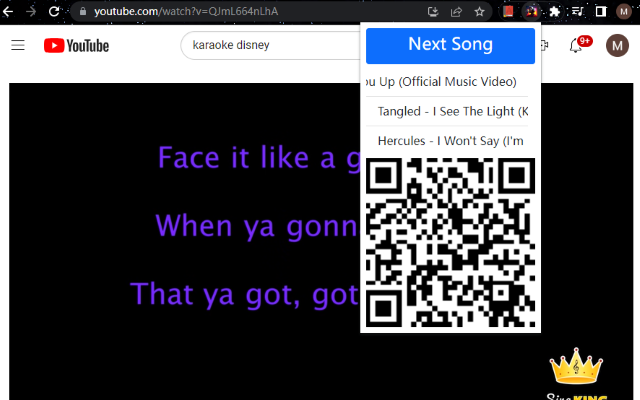 youtube.com/watch?v=QJmL664nLhA
M
YouTube
karaoke disney
9+
M
Next Song
ou Up (Official Music Video)
Tangled - I See The Light (K
Hercules - I Won't Say (I'm
Face it like a g
When ya gonn
That ya got, got
Sing KING